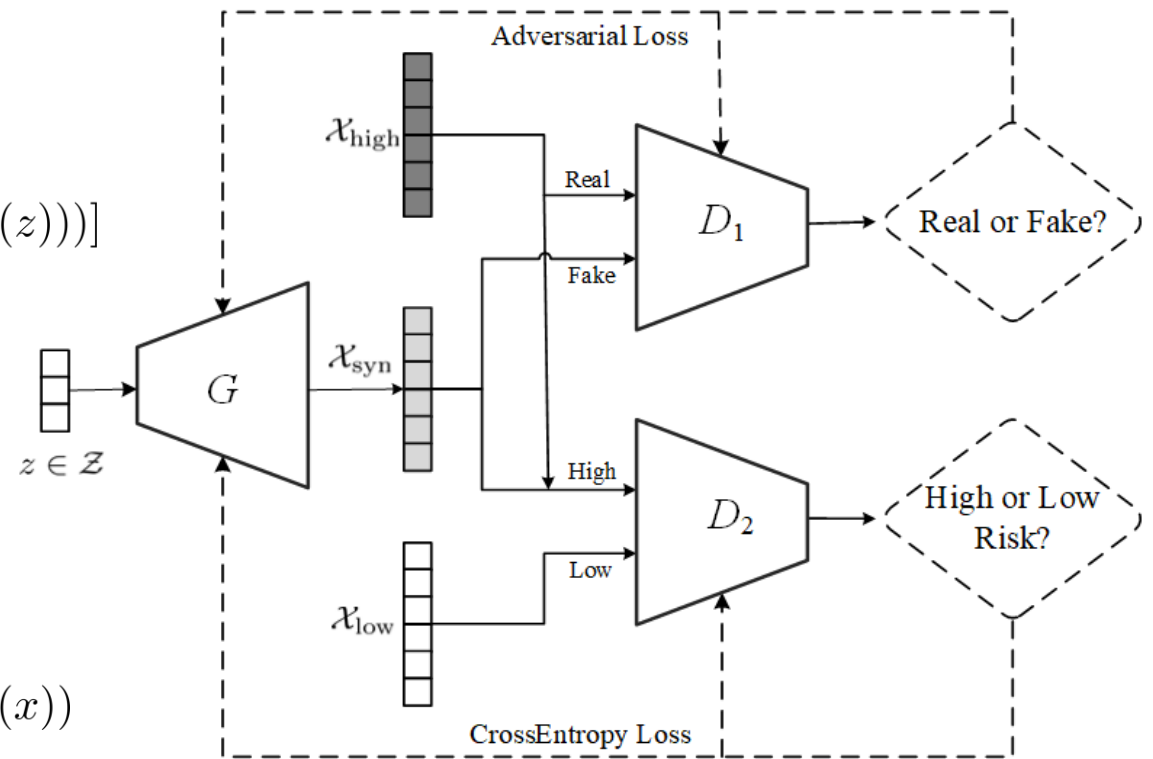 Adversarial Loss
𝒳high
Real
(z)))]
D₁
Real or Fake?
Fake
𝒳syn
G
z ∈ 𝒵
High
High or Low
Risk?
D₂
Low
𝒳low
(x))
CrossEntropy Loss